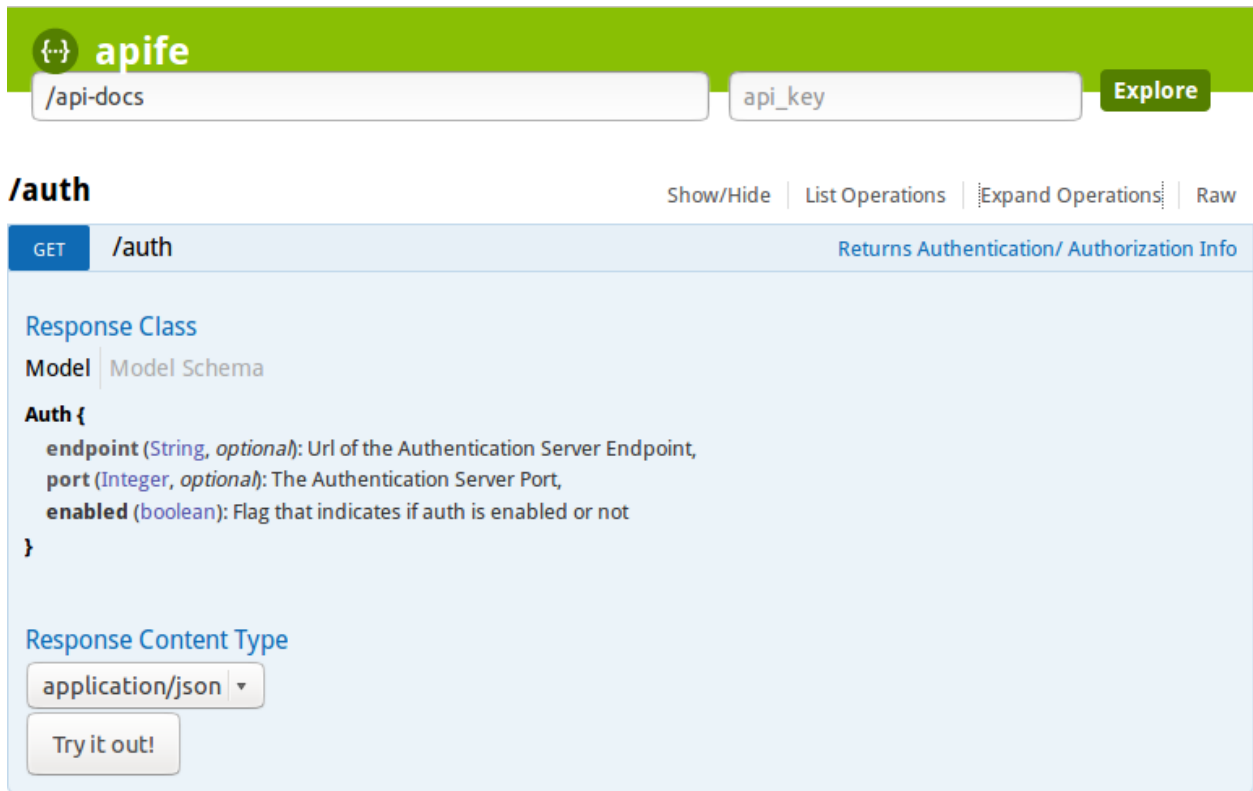 {···} apife
/api-docs api_key Explore
/auth Show/Hide List Operations Expand Operations Raw
GET /auth Returns Authentication/ Authorization Info
Response Class
Model Model Schema
Auth {
endpoint (String, optional): Url of the Authentication Server Endpoint,
port (Integer, optional): The Authentication Server Port,
enabled (boolean): Flag that indicates if auth is enabled or not
}
Response Content Type
application/json
Try it out!